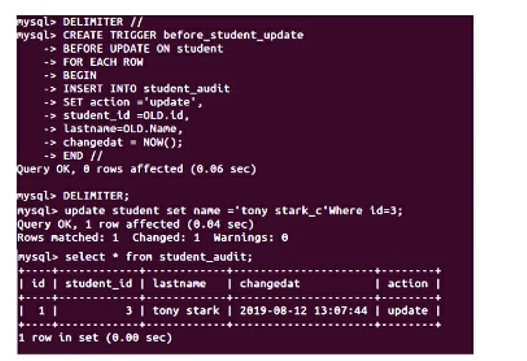 mysql> DELIMITER //
mysql> CREATE TRIGGER before_student_update
    -> BEFORE UPDATE ON student
    -> FOR EACH ROW
    -> BEGIN
    -> INSERT INTO student_audit
    -> SET action ='update',
    -> student_id =OLD.id,
    -> lastname=OLD.Name,
    -> changedat = NOW();
    -> END //
Query OK, 0 rows affected (0.06 sec)
mysql> DELIMITER;
mysql> update student set name ='tony stark_c'Where id=3;
Query OK, 1 row affected (0.04 sec)
Rows matched: 1  Changed: 1  Warnings: 0
mysql> select * from student_audit;
+----+------------+------------+---------------------+--------+
| id | student_id | lastname   | changedat           | action |
+----+------------+------------+---------------------+--------+
|  1 |          3 | tony stark | 2019-08-12 13:07:44 | update |
+----+------------+------------+---------------------+--------+
1 row in set (0.00 sec)